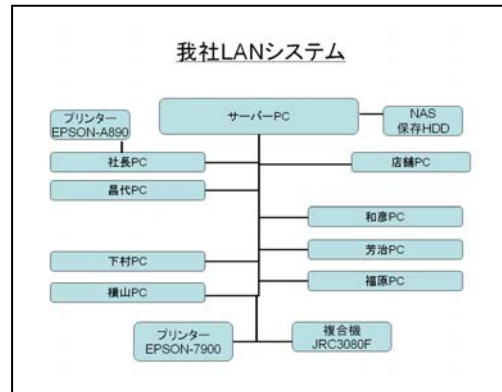 我社LANシステム
プリンター
EPSON-A890
サーバーPC
NAS
保存HDD
社長PC
店舗PC
昌代PC
和彦PC
芳治PC
下村PC
福原PC
横山PC
プリンター
EPSON-7900
複合機
JRC3080F